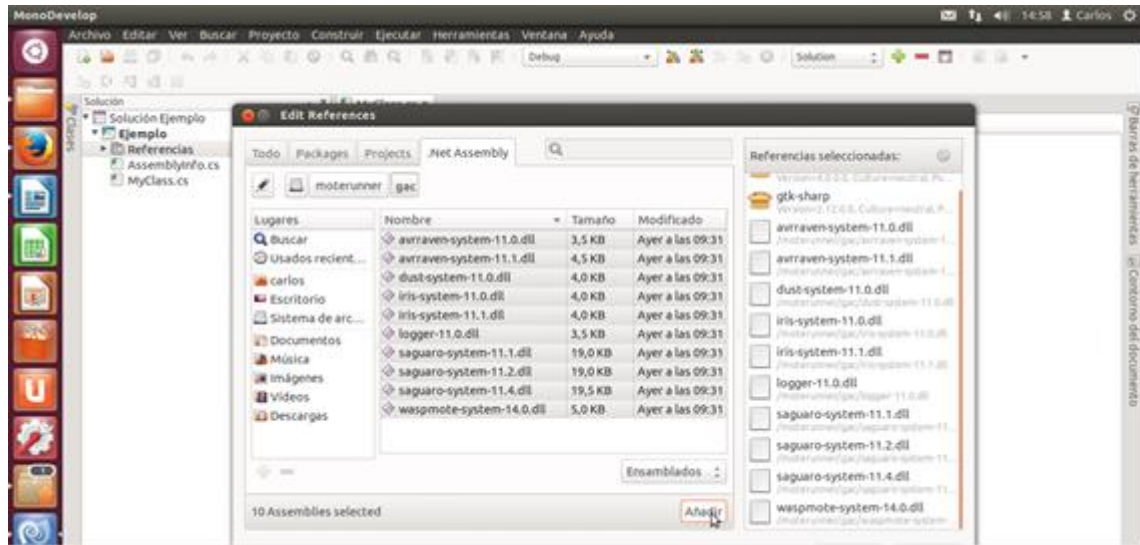 MonoDevelop
14:58 Carlos
Archivo Editar Ver Buscar Proyecto Construir Ejecutar Herramientas Ventana Ayuda
Debug
Solution
Solución
Clases
Solución Ejemplo
Ejemplo
Referencias
AssemblyInfo.cs
MyClass.cs
Edit References
Todo Packages Projects .Net Assembly
moterunner gac
Lugares
Buscar
Usados recient...
carlos
Escritorio
Sistema de arc...
Documentos
Música
Imágenes
Vídeos
Descargas
Nombre Tamaño Modificado
avrraven-system-11.0.dll 3,5 KB Ayer a las 09:31
avrraven-system-11.1.dll 4,5 KB Ayer a las 09:31
dust-system-11.0.dll 4,0 KB Ayer a las 09:31
iris-system-11.0.dll 4,0 KB Ayer a las 09:31
iris-system-11.1.dll 4,0 KB Ayer a las 09:31
logger-11.0.dll 3,5 KB Ayer a las 09:31
saguaro-system-11.1.dll 19,0 KB Ayer a las 09:31
saguaro-system-11.2.dll 19,0 KB Ayer a las 09:31
saguaro-system-11.4.dll 19,5 KB Ayer a las 09:31
waspmote-system-14.0.dll 5,0 KB Ayer a las 09:31
Ensamblados
10 Assemblies selected
Añadir
Referencias seleccionadas:
gtk-sharp
avrraven-system-11.0.dll
avrraven-system-11.1.dll
dust-system-11.0.dll
iris-system-11.0.dll
iris-system-11.1.dll
logger-11.0.dll
saguaro-system-11.1.dll
saguaro-system-11.2.dll
saguaro-system-11.4.dll
waspmote-system-14.0.dll
Barras de herramientas
Contorno del documento